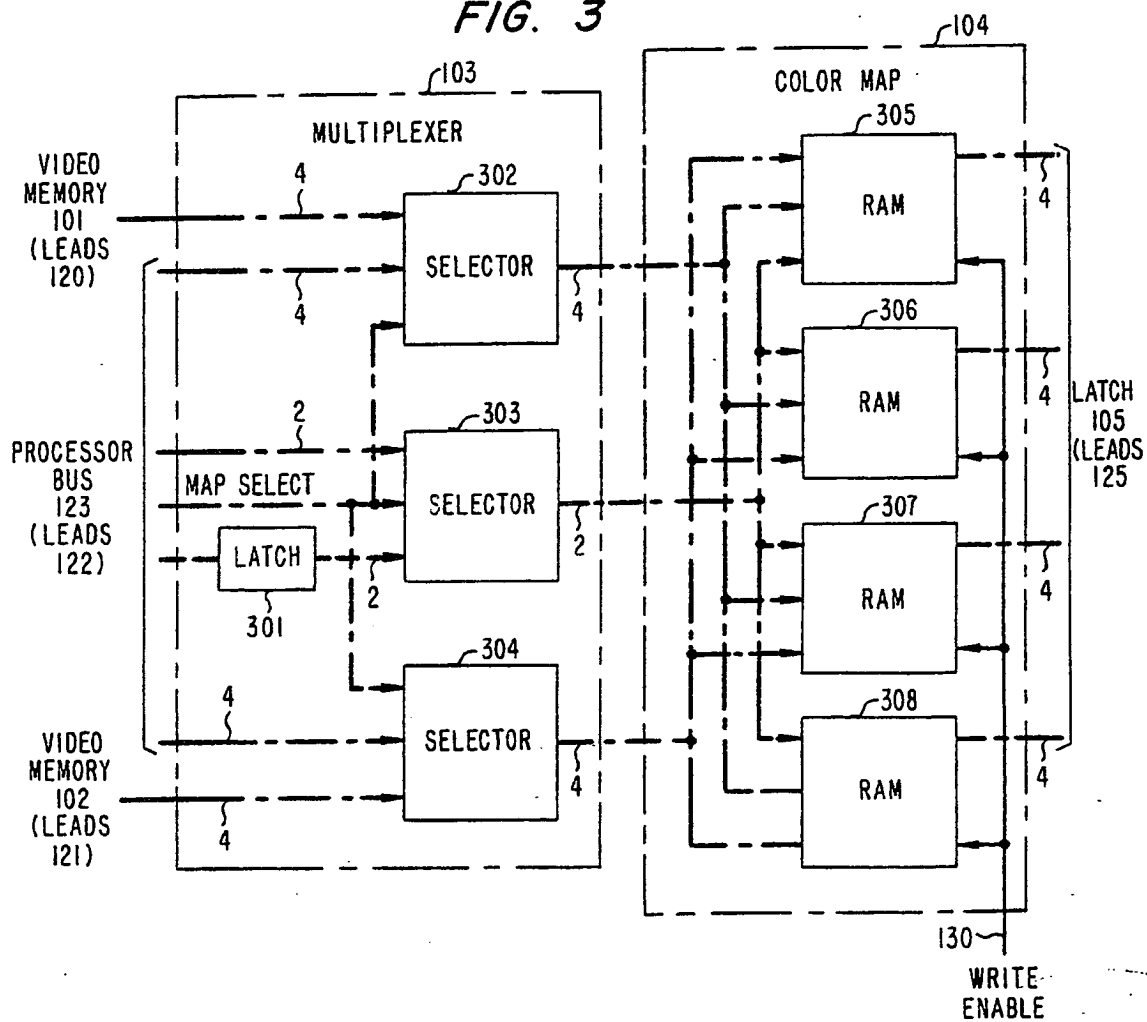 FIG. 3
103
MULTIPLEXER
VIDEO
MEMORY
101
(LEADS
120)
4
4
302
SELECTOR
4
PROCESSOR
BUS
123
(LEADS
122)
2
MAP SELECT
LATCH
301
2
303
SELECTOR
2
304
SELECTOR
4
4
VIDEO
MEMORY
102
(LEADS
121)
4
104
COLOR MAP
305
RAM
4
306
RAM
4
307
RAM
4
308
RAM
4
LATCH
105
(LEADS
125
130
WRITE
ENABLE